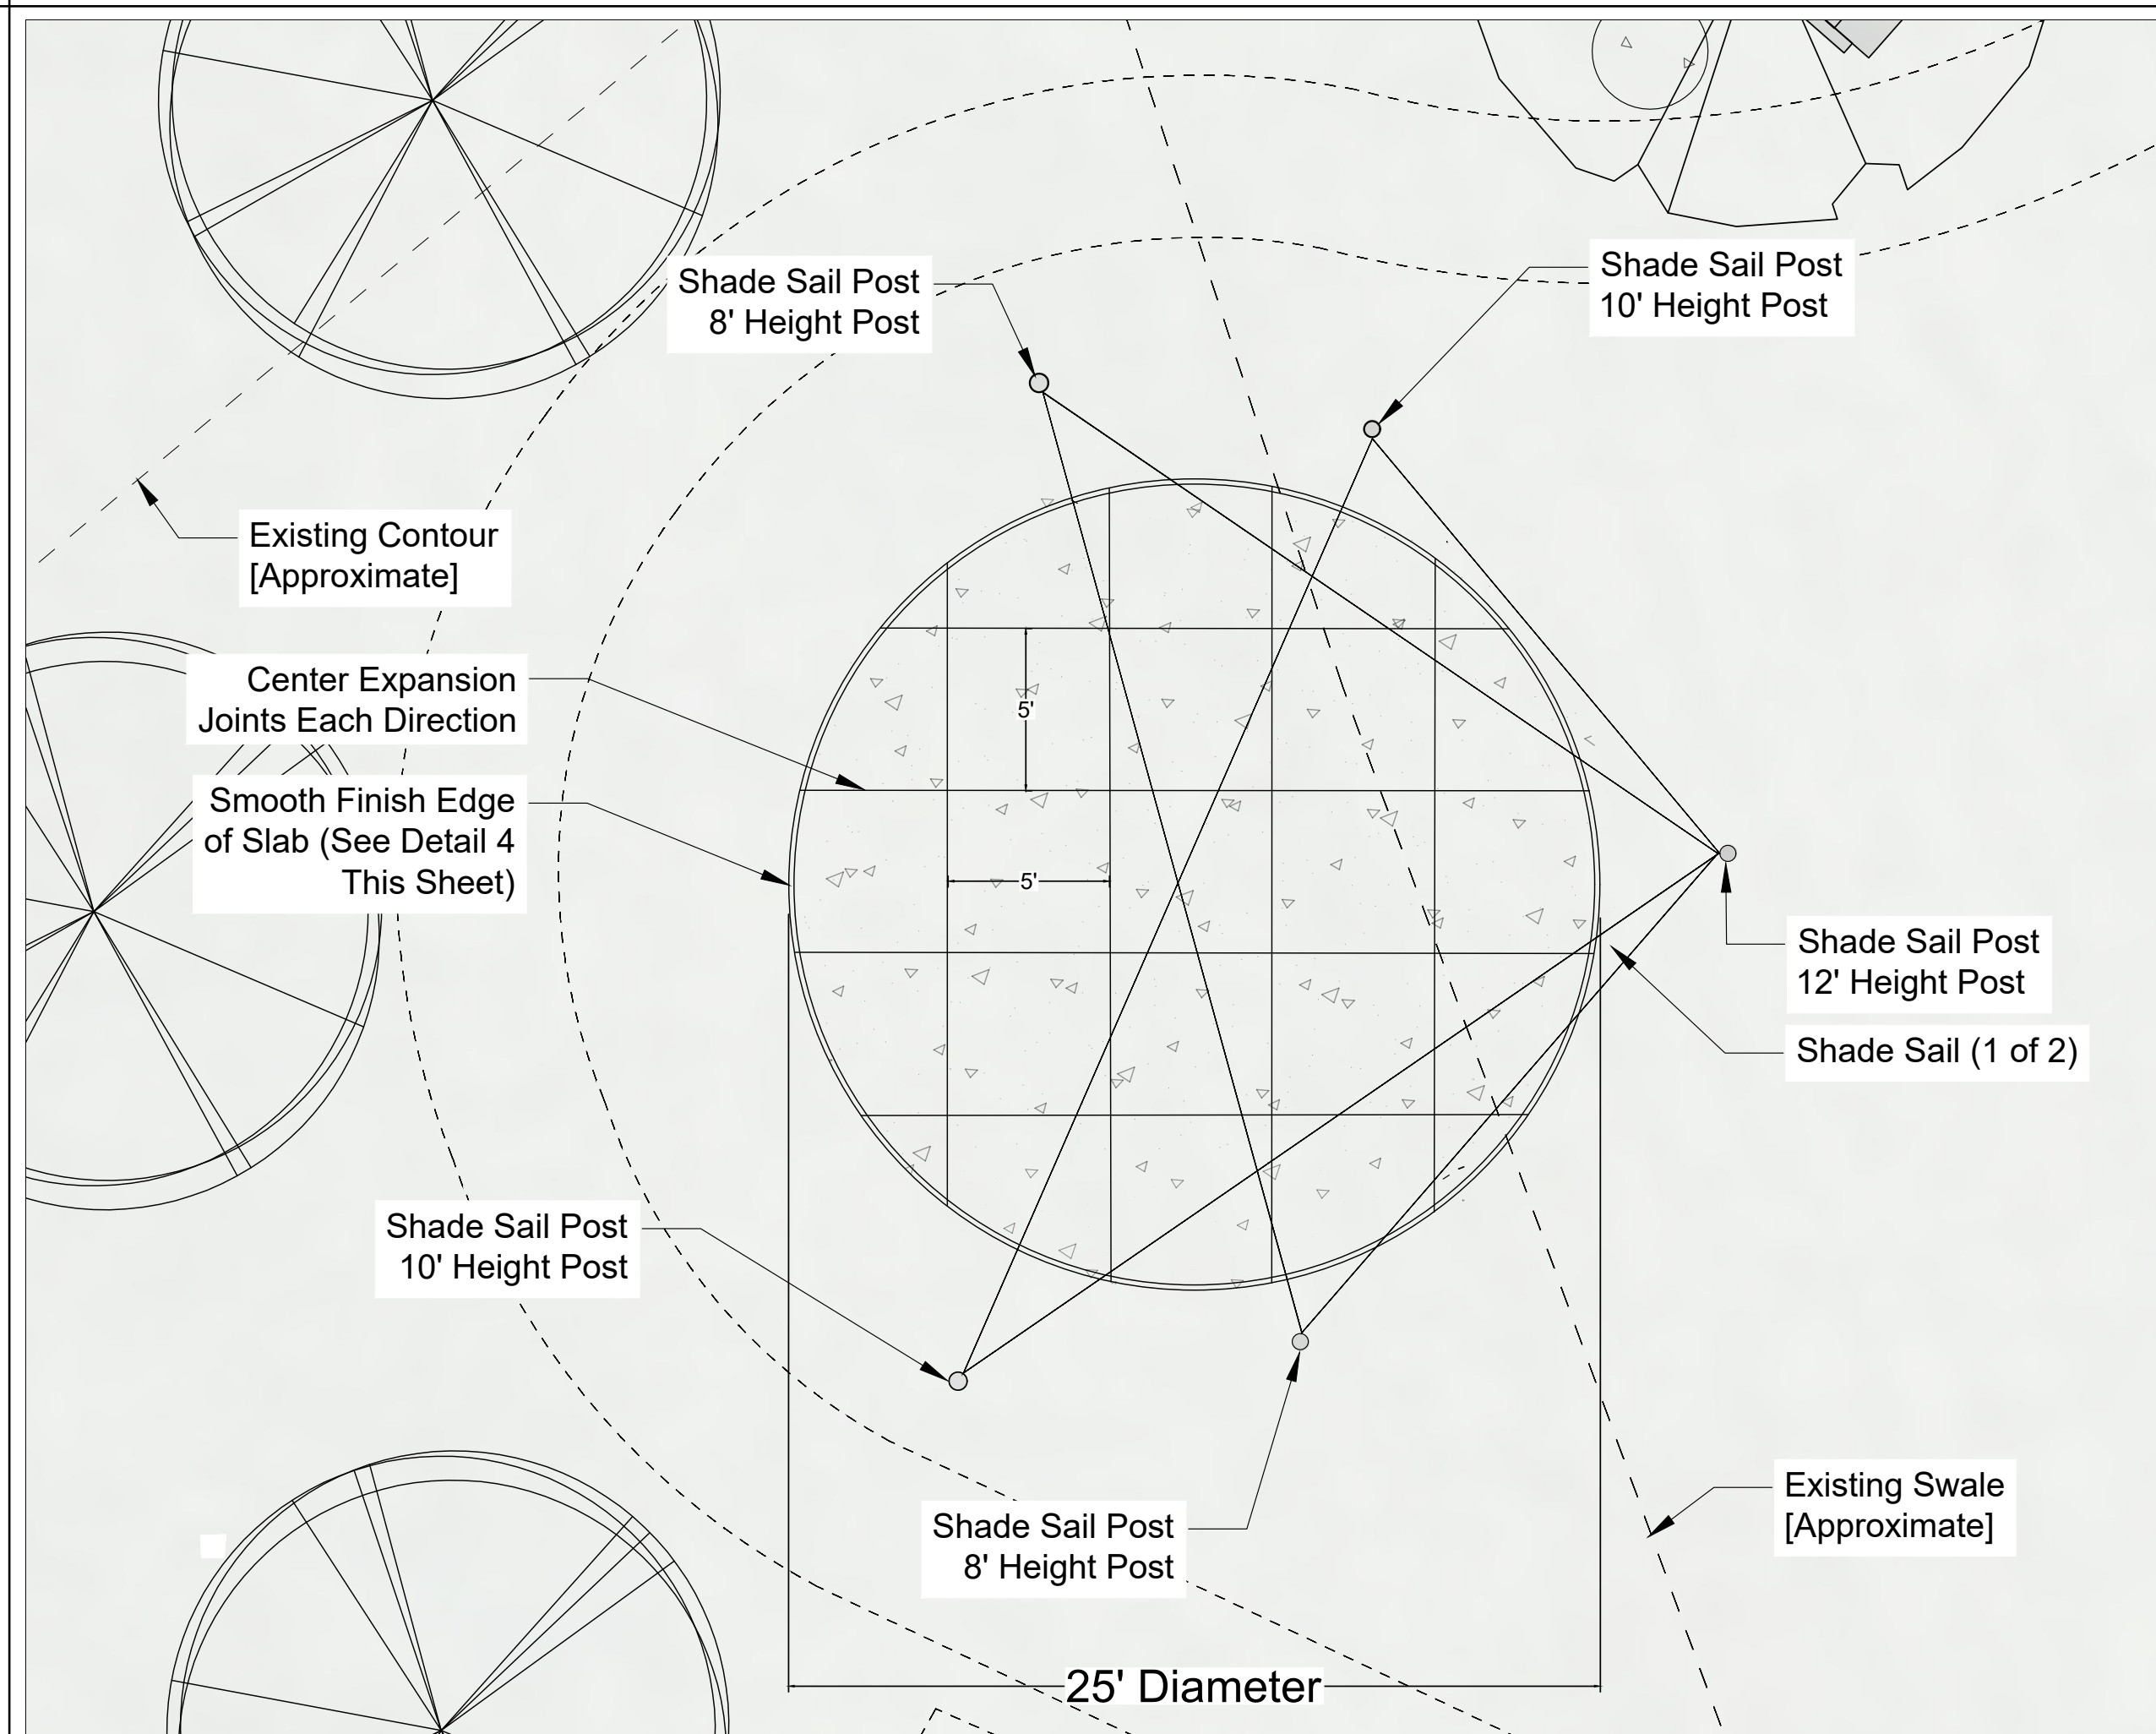 Shade Sail Post
8' Height Post
Shade Sail Post
10' Height Post
Existing Contour
[Approximate]
Center Expansion
Joints Each Direction
5'
Smooth Finish Edge
of Slab (See Detail 4
This Sheet)
5'
Shade Sail Post
12' Height Post
Shade Sail (1 of 2)
Shade Sail Post
10' Height Post
Shade Sail Post
8' Height Post
Existing Swale
[Approximate]
25' Diameter